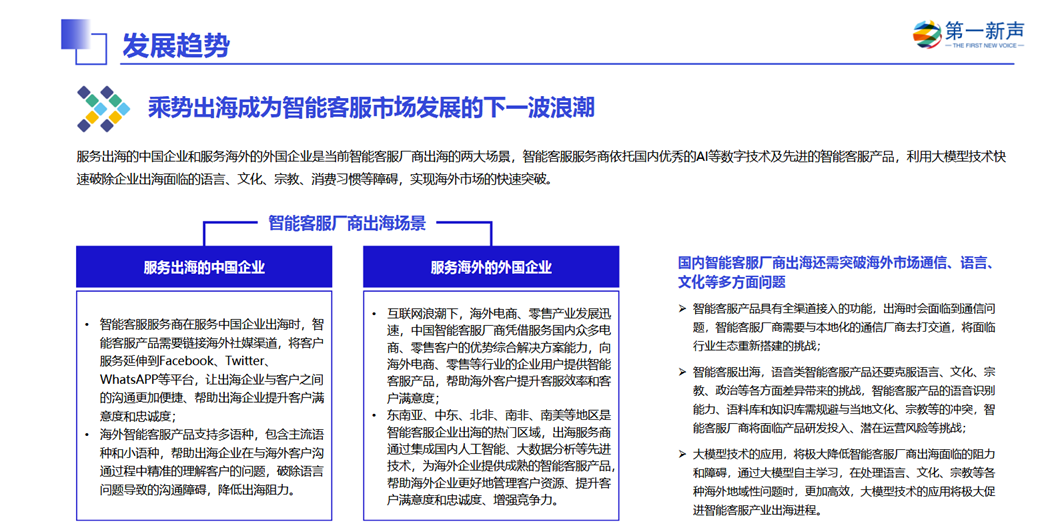 发展趋势
第一新声
THE FIRST NEW VOICE
乘势出海成为智能客服市场发展的下一波浪潮
服务出海的中国企业和服务海外的外国企业是当前智能客服厂商出海的两大场景，智能客服服务商依托国内优秀的AI等数字技术及先进的智能客服产品，利用大模型技术快
速破除企业出海面临的语言、文化、宗教、消费习惯等障碍，实现海外市场的快速突破。
智能客服厂商出海场景
服务出海的中国企业
• 智能客服服务商在服务中国企业出海时，智
能客服产品需要链接海外社媒渠道，将客户
服务延伸到Facebook、Twitter、
WhatsAPP等平台，让出海企业与客户之间
的沟通更加便捷、帮助出海企业提升客户满
意度和忠诚度；
• 海外智能客服产品支持多语种，包含主流语
种和小语种，帮助出海企业在与海外客户沟
通过程中精准的理解客户的问题，破除语言
问题导致的沟通障碍，降低出海阻力。
服务海外的外国企业
• 互联网浪潮下，海外电商、零售产业发展迅
速，中国智能客服厂商凭借服务国内众多电
商、零售客户的优势综合解决方案能力，向
海外电商、零售等行业的企业用户提供智能
客服产品，帮助海外客户提升客服效率和客
户满意度；
• 东南亚、中东、北非、南非、南美等地区是
智能客服企业出海的热门区域，出海服务商
通过集成国内人工智能、大数据分析等先进
技术，为海外企业提供成熟的智能客服产品，
帮助海外企业更好地管理客户资源、提升客
户满意度和忠诚度、增强竞争力。
国内智能客服厂商出海还需突破海外市场通信、语言、
文化等多方面问题
➢ 智能客服产品具有全渠道接入的功能，出海时会面临到通信问
题，智能客服厂商需要与本地化的通信厂商去打交道，将面临
行业生态重新搭建的挑战；
➢ 智能客服出海，语音类智能客服产品还要克服语言、文化、宗
教、政治等各方面差异带来的挑战，智能客服产品的语音识别
能力、语料库和知识库需规避与当地文化、宗教等的冲突，智
能客服厂商将面临产品研发投入、潜在运营风险等挑战；
➢ 大模型技术的应用，将极大降低智能客服厂商出海面临的阻力
和障碍，通过大模型自主学习，在处理语言、文化、宗教等各
种海外地域性问题时，更加高效，大模型技术的应用将极大促
进智能客服产业出海进程。